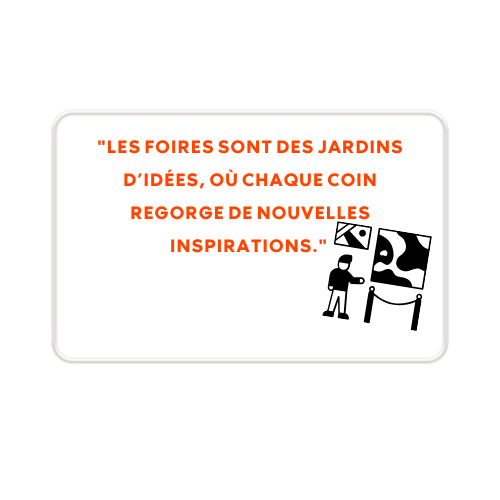 "LES FOIRES SONT DES JARDINS
D'IDÉES, OÙ CHAQUE COIN
REGORGE DE NOUVELLES
INSPIRATIONS."